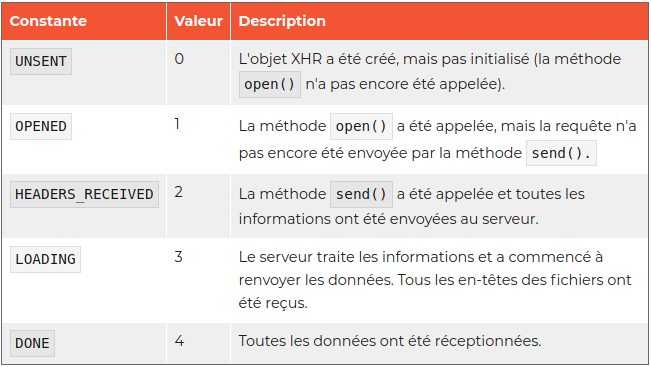 Constante Valeur Description
UNSENT 0 L'objet XHR a été créé, mais pas initialisé (la méthode
open() n'a pas encore été appelée).
OPENED 1 La méthode open() a été appelée, mais la requête n'a
pas encore été envoyée par la méthode send().
HEADERS_RECEIVED 2 La méthode send() a été appelée et toutes les
informations ont été envoyées au serveur.
LOADING 3 Le serveur traite les informations et a commencé à
renvoyer les données. Tous les en-têtes des fichiers ont
été reçus.
DONE 4 Toutes les données ont été réceptionnées.